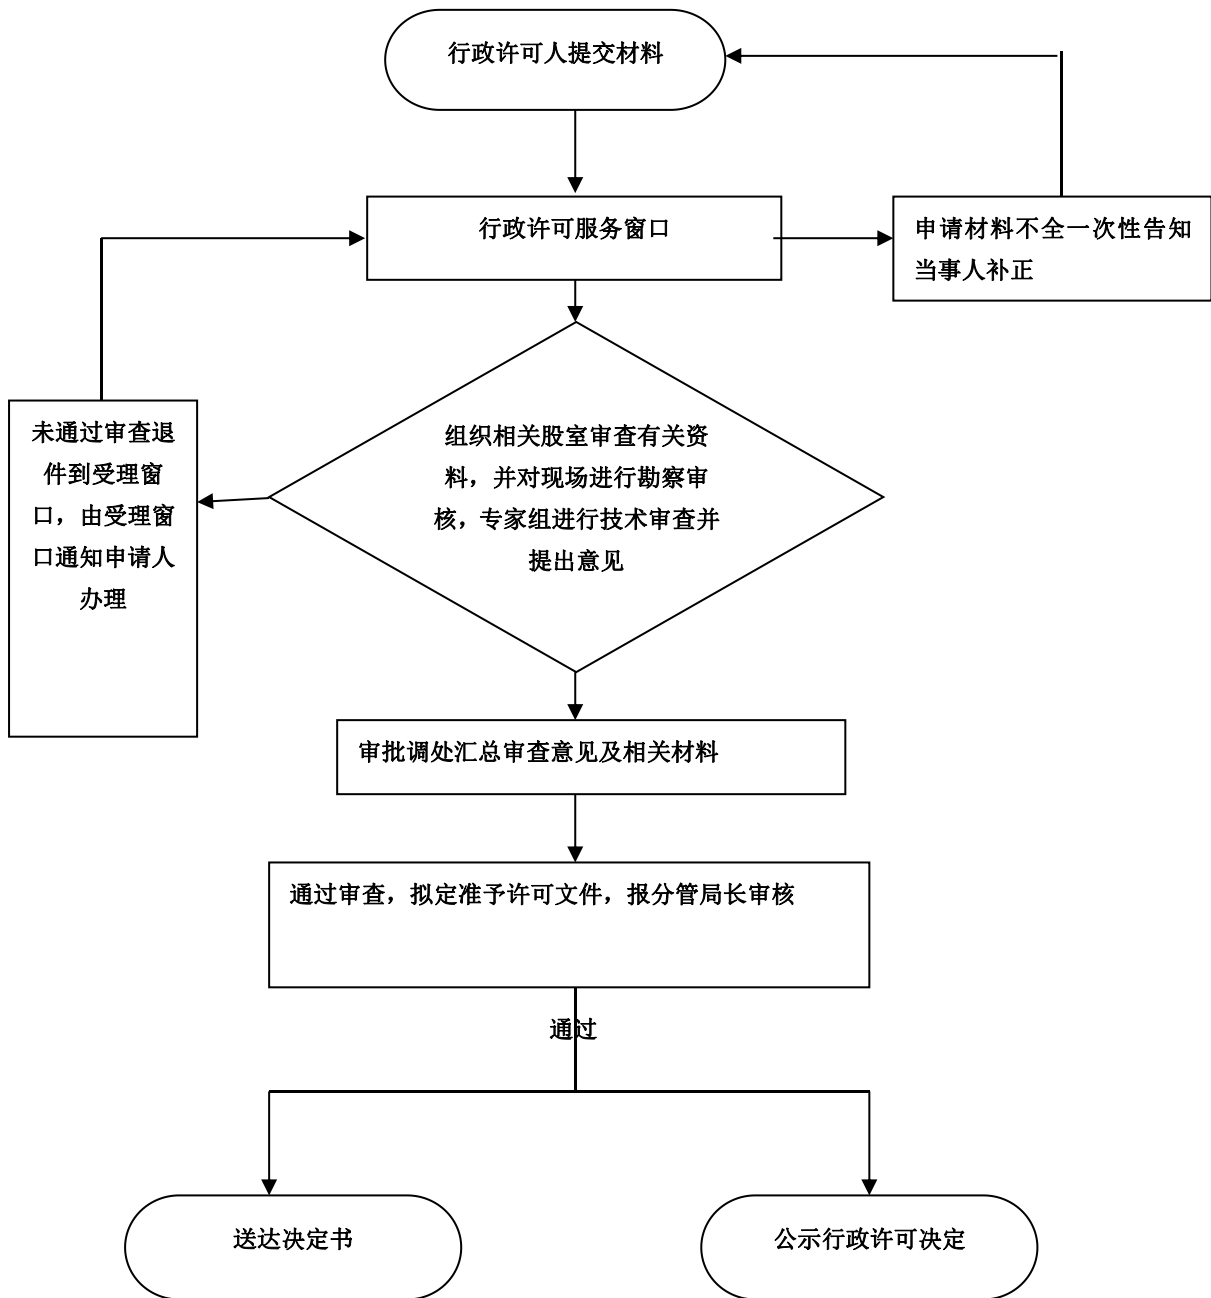 行政许可人提交材料
行政许可服务窗口
申请材料不全一次性告知
当事人补正
未通过审查退
件到受理窗
口，由受理窗
口通知申请人
办理
组织相关股室审查有关资
料，并对现场进行勘察审
核，专家组进行技术审查并
提出意见
审批调处汇总审查意见及相关材料
通过审查，拟定准予许可文件，报分管局长审核
通过
送达决定书
公示行政许可决定